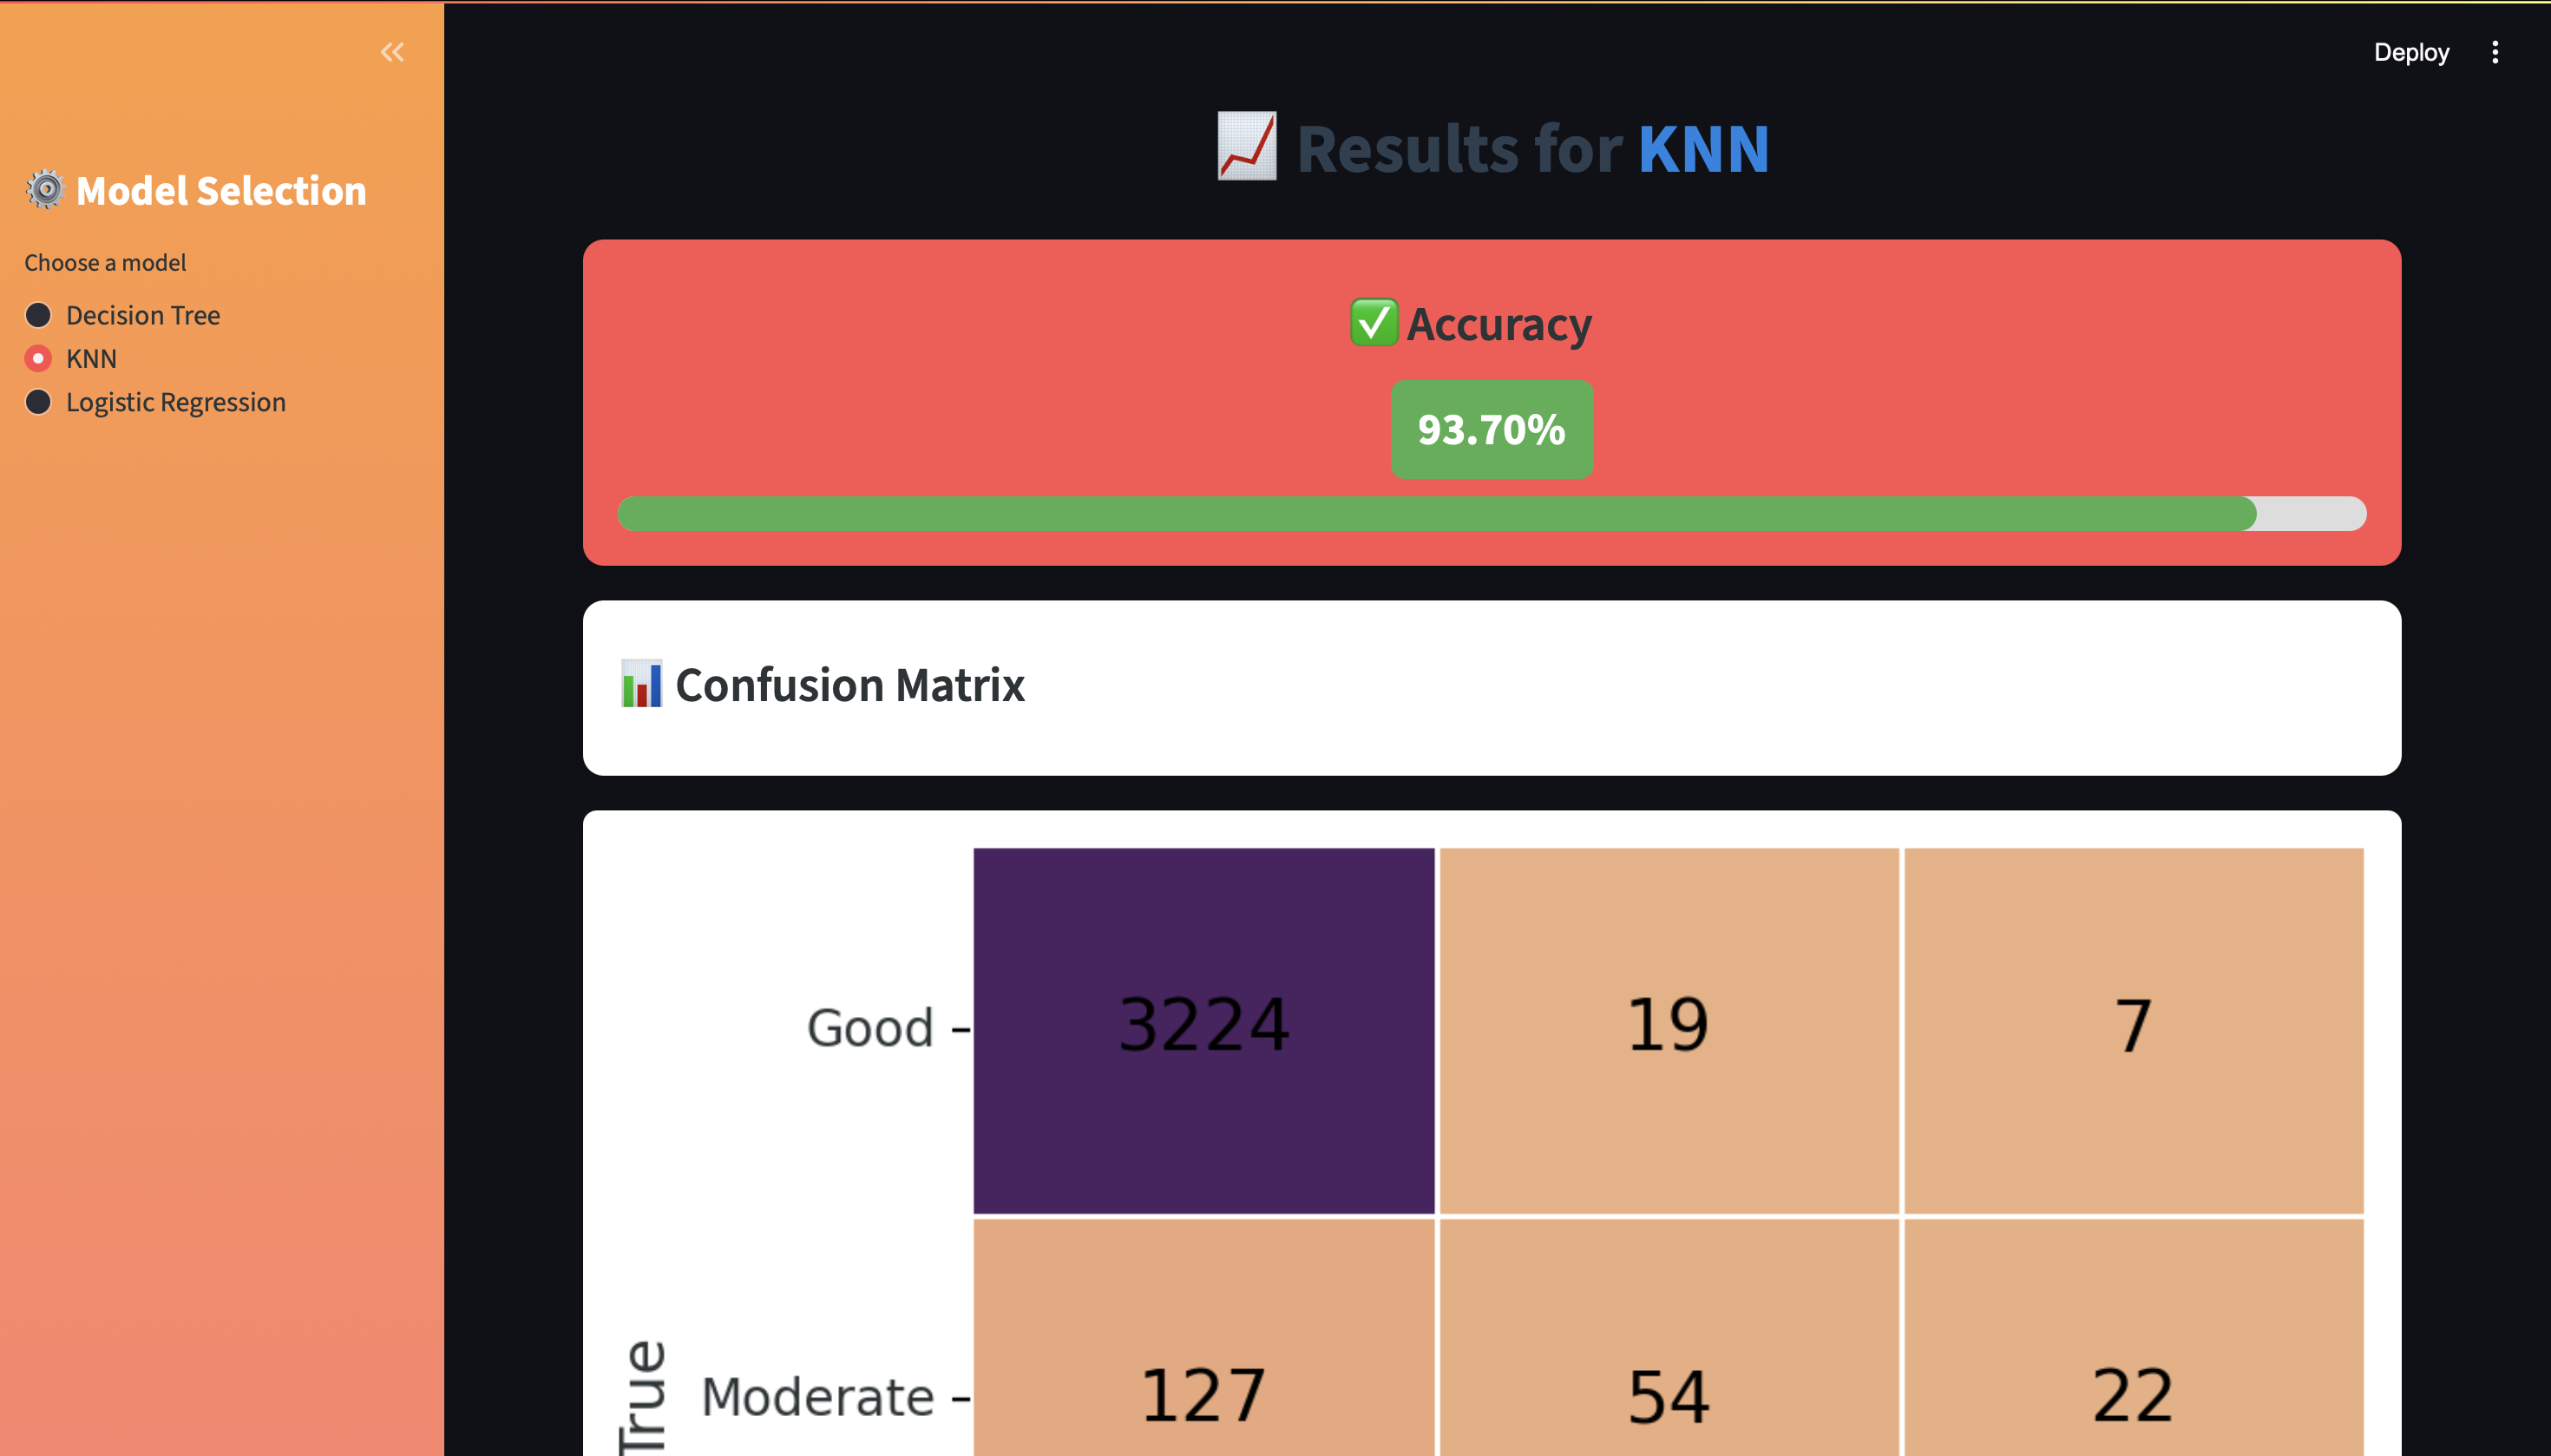 Deploy
Model Selection
Choose a model
Decision Tree
KNN
Logistic Regression
Results for KNN
Accuracy
93.70%
Confusion Matrix
Good
3224
19
7
True
Moderate
127
54
22